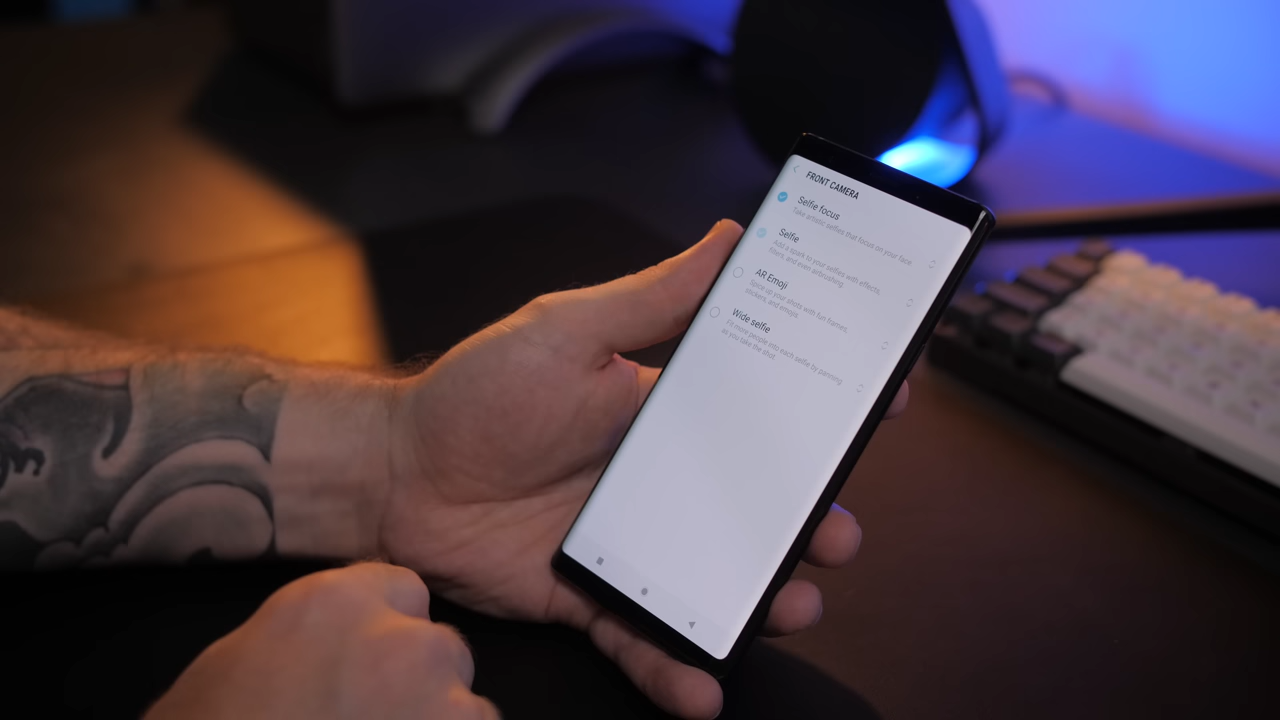 FRONT CAMERA
Selfie focus
Take artistic selfies that focus on your face.
Selfie
Add a spark to your selfies with effects,
filters, and even airbrushing.
AR Emoji
Spice up your shots with fun frames,
stickers, and emojis.
Wide selfie
Fit more people into each selfie by panning
as you take the shot.